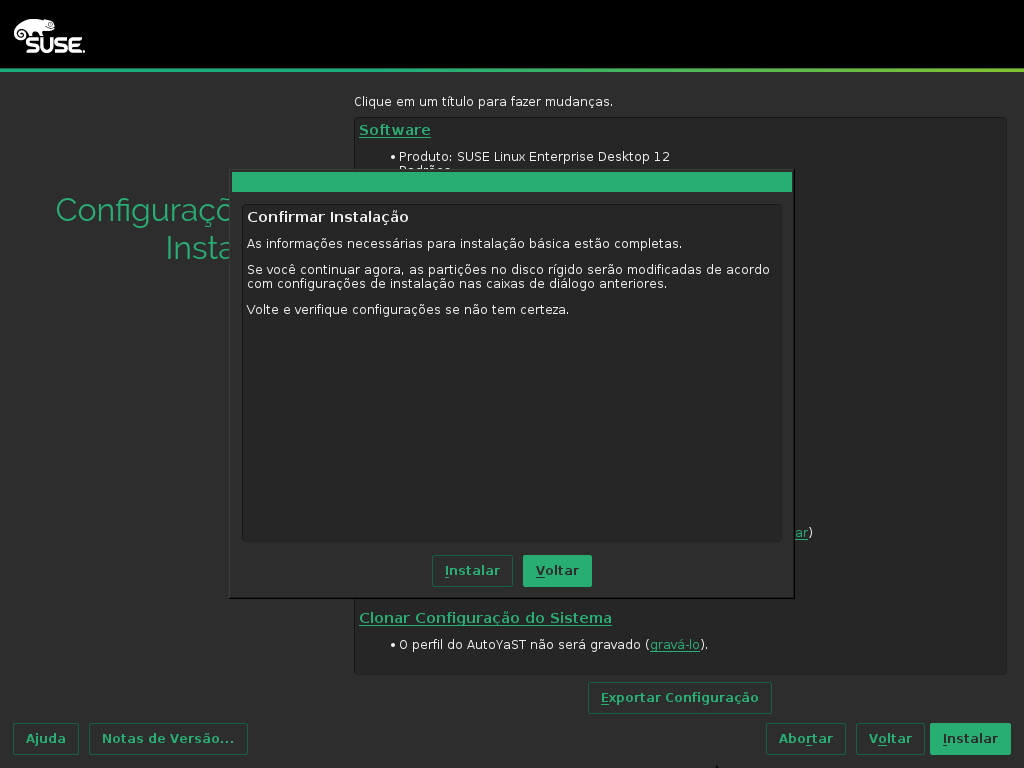 SUSE
Clique em um título para fazer mudanças.
Software
• Produto: SUSE Linux Enterprise Desktop 12
Confirmar Instalação
As informações necessárias para instalação básica estão completas.
Se você continuar agora, as partições no disco rígido serão modificadas de acordo
com configurações de instalação nas caixas de diálogo anteriores.
Volte e verifique configurações se não tem certeza.
ar)
Instalar
Voltar
Clonar Configuração do Sistema
• O perfil do AutoYaST não será gravado (gravá-lo).
Exportar Configuração
Ajuda
Notas de Versão...
Abortar
Voltar
Instalar